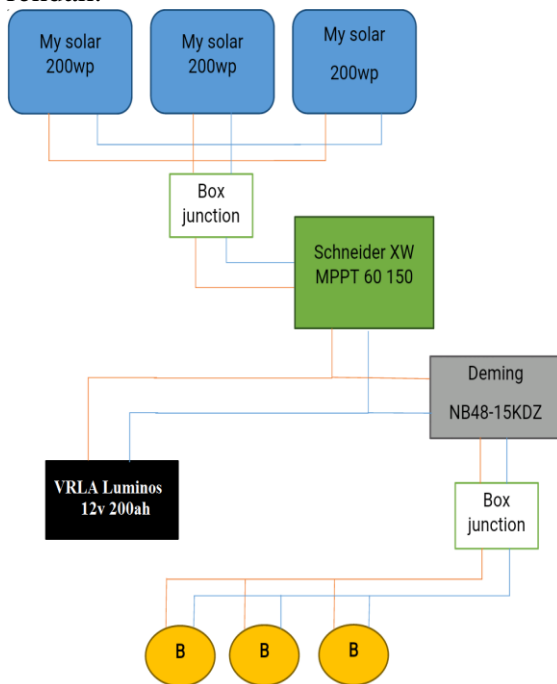 My solar
200wp
My solar
200wp
My solar
200wp
Box
junction
Schneider XW
MPPT 60 150
Deming
NB48-15KDZ
VRLA Luminos
12v 200ah
Box
junction
B
B
B